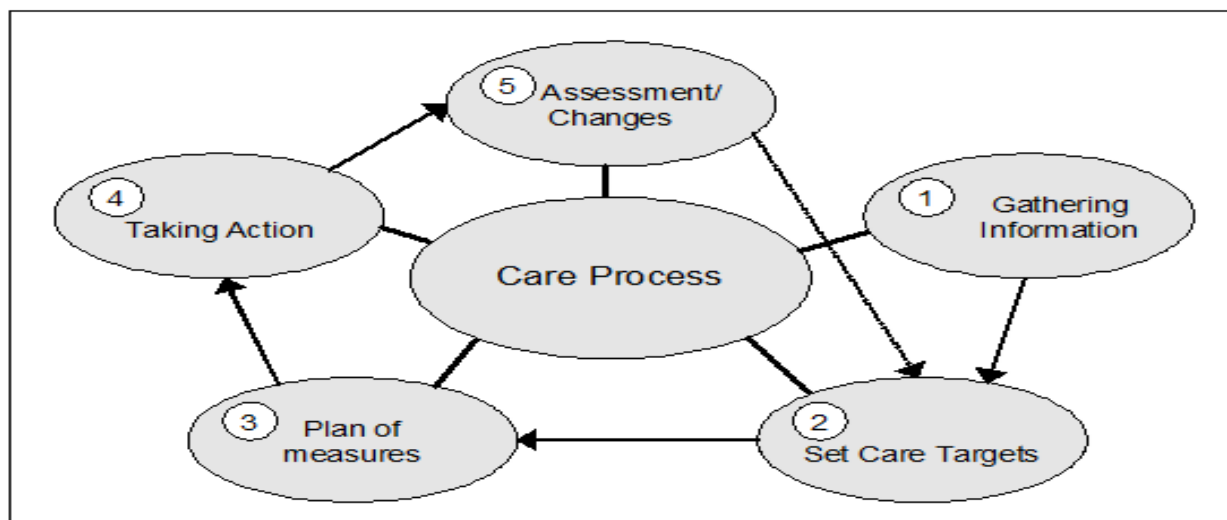 5
Assessment/
Changes
4
Taking Action
1
Gathering
Information
Care Process
3
Plan of
measures
2
Set Care Targets